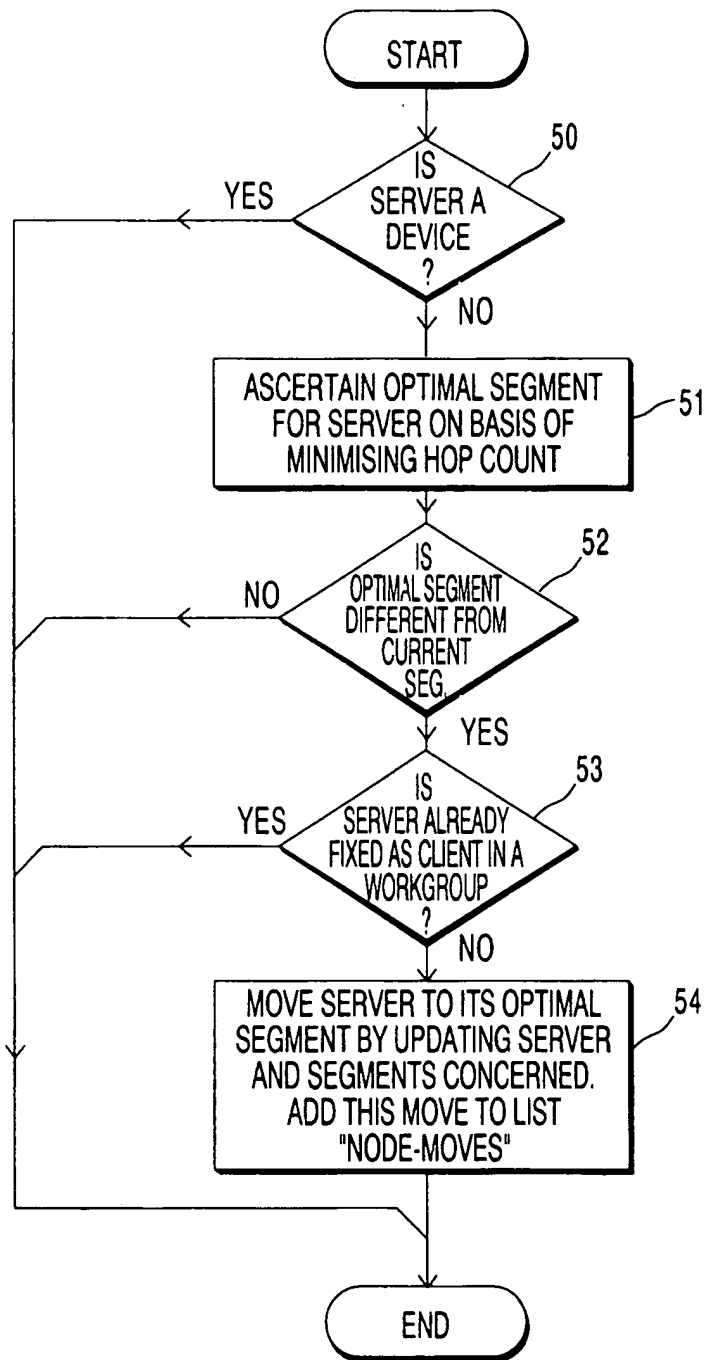 START
50
IS
SERVER A
DEVICE
?
YES
NO
ASCERTAIN OPTIMAL SEGMENT
FOR SERVER ON BASIS OF
MINIMISING HOP COUNT
51
52
IS
OPTIMAL SEGMENT
DIFFERENT FROM
CURRENT
SEG.
NO
YES
53
IS
SERVER ALREADY
FIXED AS CLIENT IN A
WORKGROUP
?
YES
NO
MOVE SERVER TO ITS OPTIMAL
SEGMENT BY UPDATING SERVER
AND SEGMENTS CONCERNED.
ADD THIS MOVE TO LIST
"NODE-MOVES"
54
END